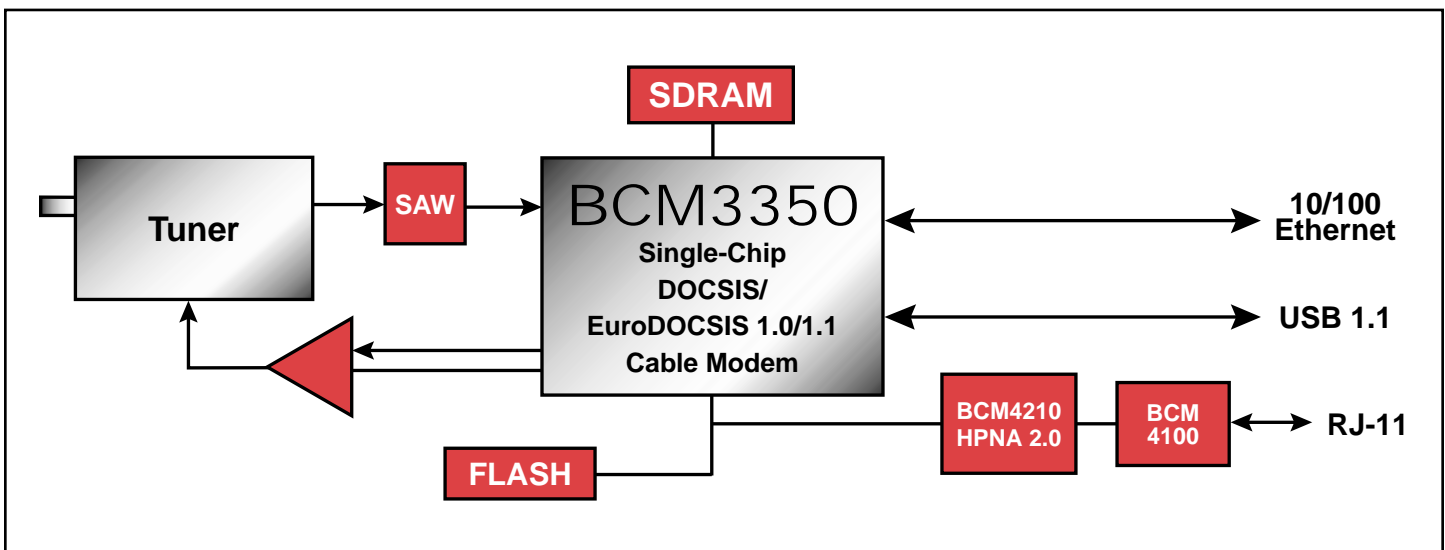 SDRAM
Tuner
SAW
BCM3350
Single-Chip
DOCSIS/
EuroDOCSIS 1.0/1.1
Cable Modem
10/100
Ethernet
USB 1.1
BCM4210
HPNA 2.0
BCM
4100
RJ-11
FLASH